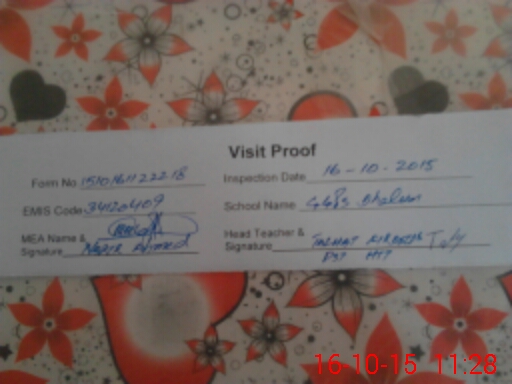 Visit Proof
Form No 1510161122218
Inspection Date 16-10-2015
EMIS Code 34120409
School Name GGPS
MEA Name & Signature Nasir Ahmed
Head Teacher & Signature TALHAT
PST HTT
16-10-15 11:28